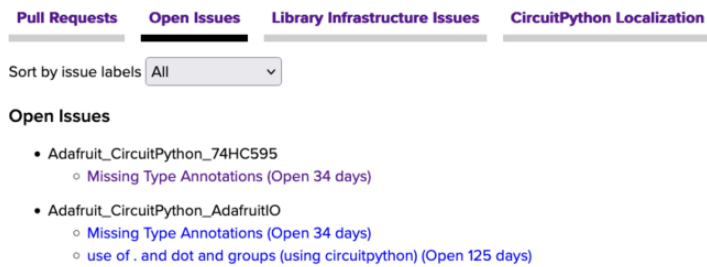 Pull Requests Open Issues Library Infrastructure Issues CircuitPython Localization
Sort by issue labels All
Open Issues
• Adafruit_CircuitPython_74HC595
◦ Missing Type Annotations (Open 34 days)
• Adafruit_CircuitPython_AdafruitIO
◦ Missing Type Annotations (Open 34 days)
◦ use of . and dot and groups (using circuitpython) (Open 125 days)